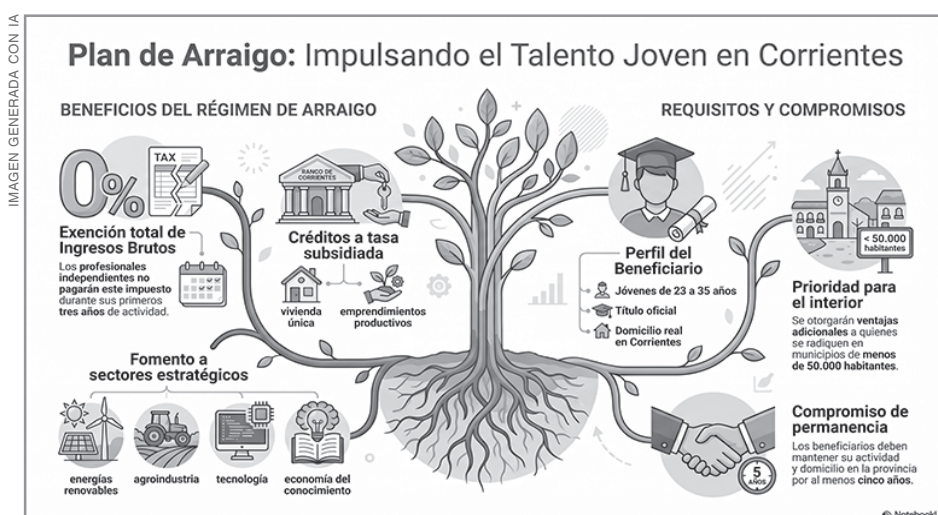 IMAGEN GENERADA CON IA
Plan de Arraigo: Impulsando el Talento Joven en Corrientes
BENEFICIOS DEL RÉGIMEN DE ARRAIGO
0%
TAX
Exención total de
Ingresos Brutos
Los profesionales
independientes no
pagarán este impuesto
durante sus primeros
tres años de actividad.
BANCO DE
CORRIENTES
Créditos a tasa
subsidiada
vivienda
única
emprendimientos
productivos
Fomento a
sectores estratégicos
energías
renovables
agroindustria
tecnología
economía del
conocimiento
REQUISITOS Y COMPROMISOS
Perfil del
Beneficiario
Jóvenes de 23 a 35 años
Título oficial
Domicilio real
en Corrientes
< 50.000
habitantes
Prioridad para
el interior
Se otorgarán ventajas
adicionales a quienes
se radiquen en
municipios de menos
de 50.000 habitantes.
5
AÑOS
Compromiso de
permanencia
Los beneficiarios deben
mantener su actividad
y domicilio en la provincia
por al menos cinco años.